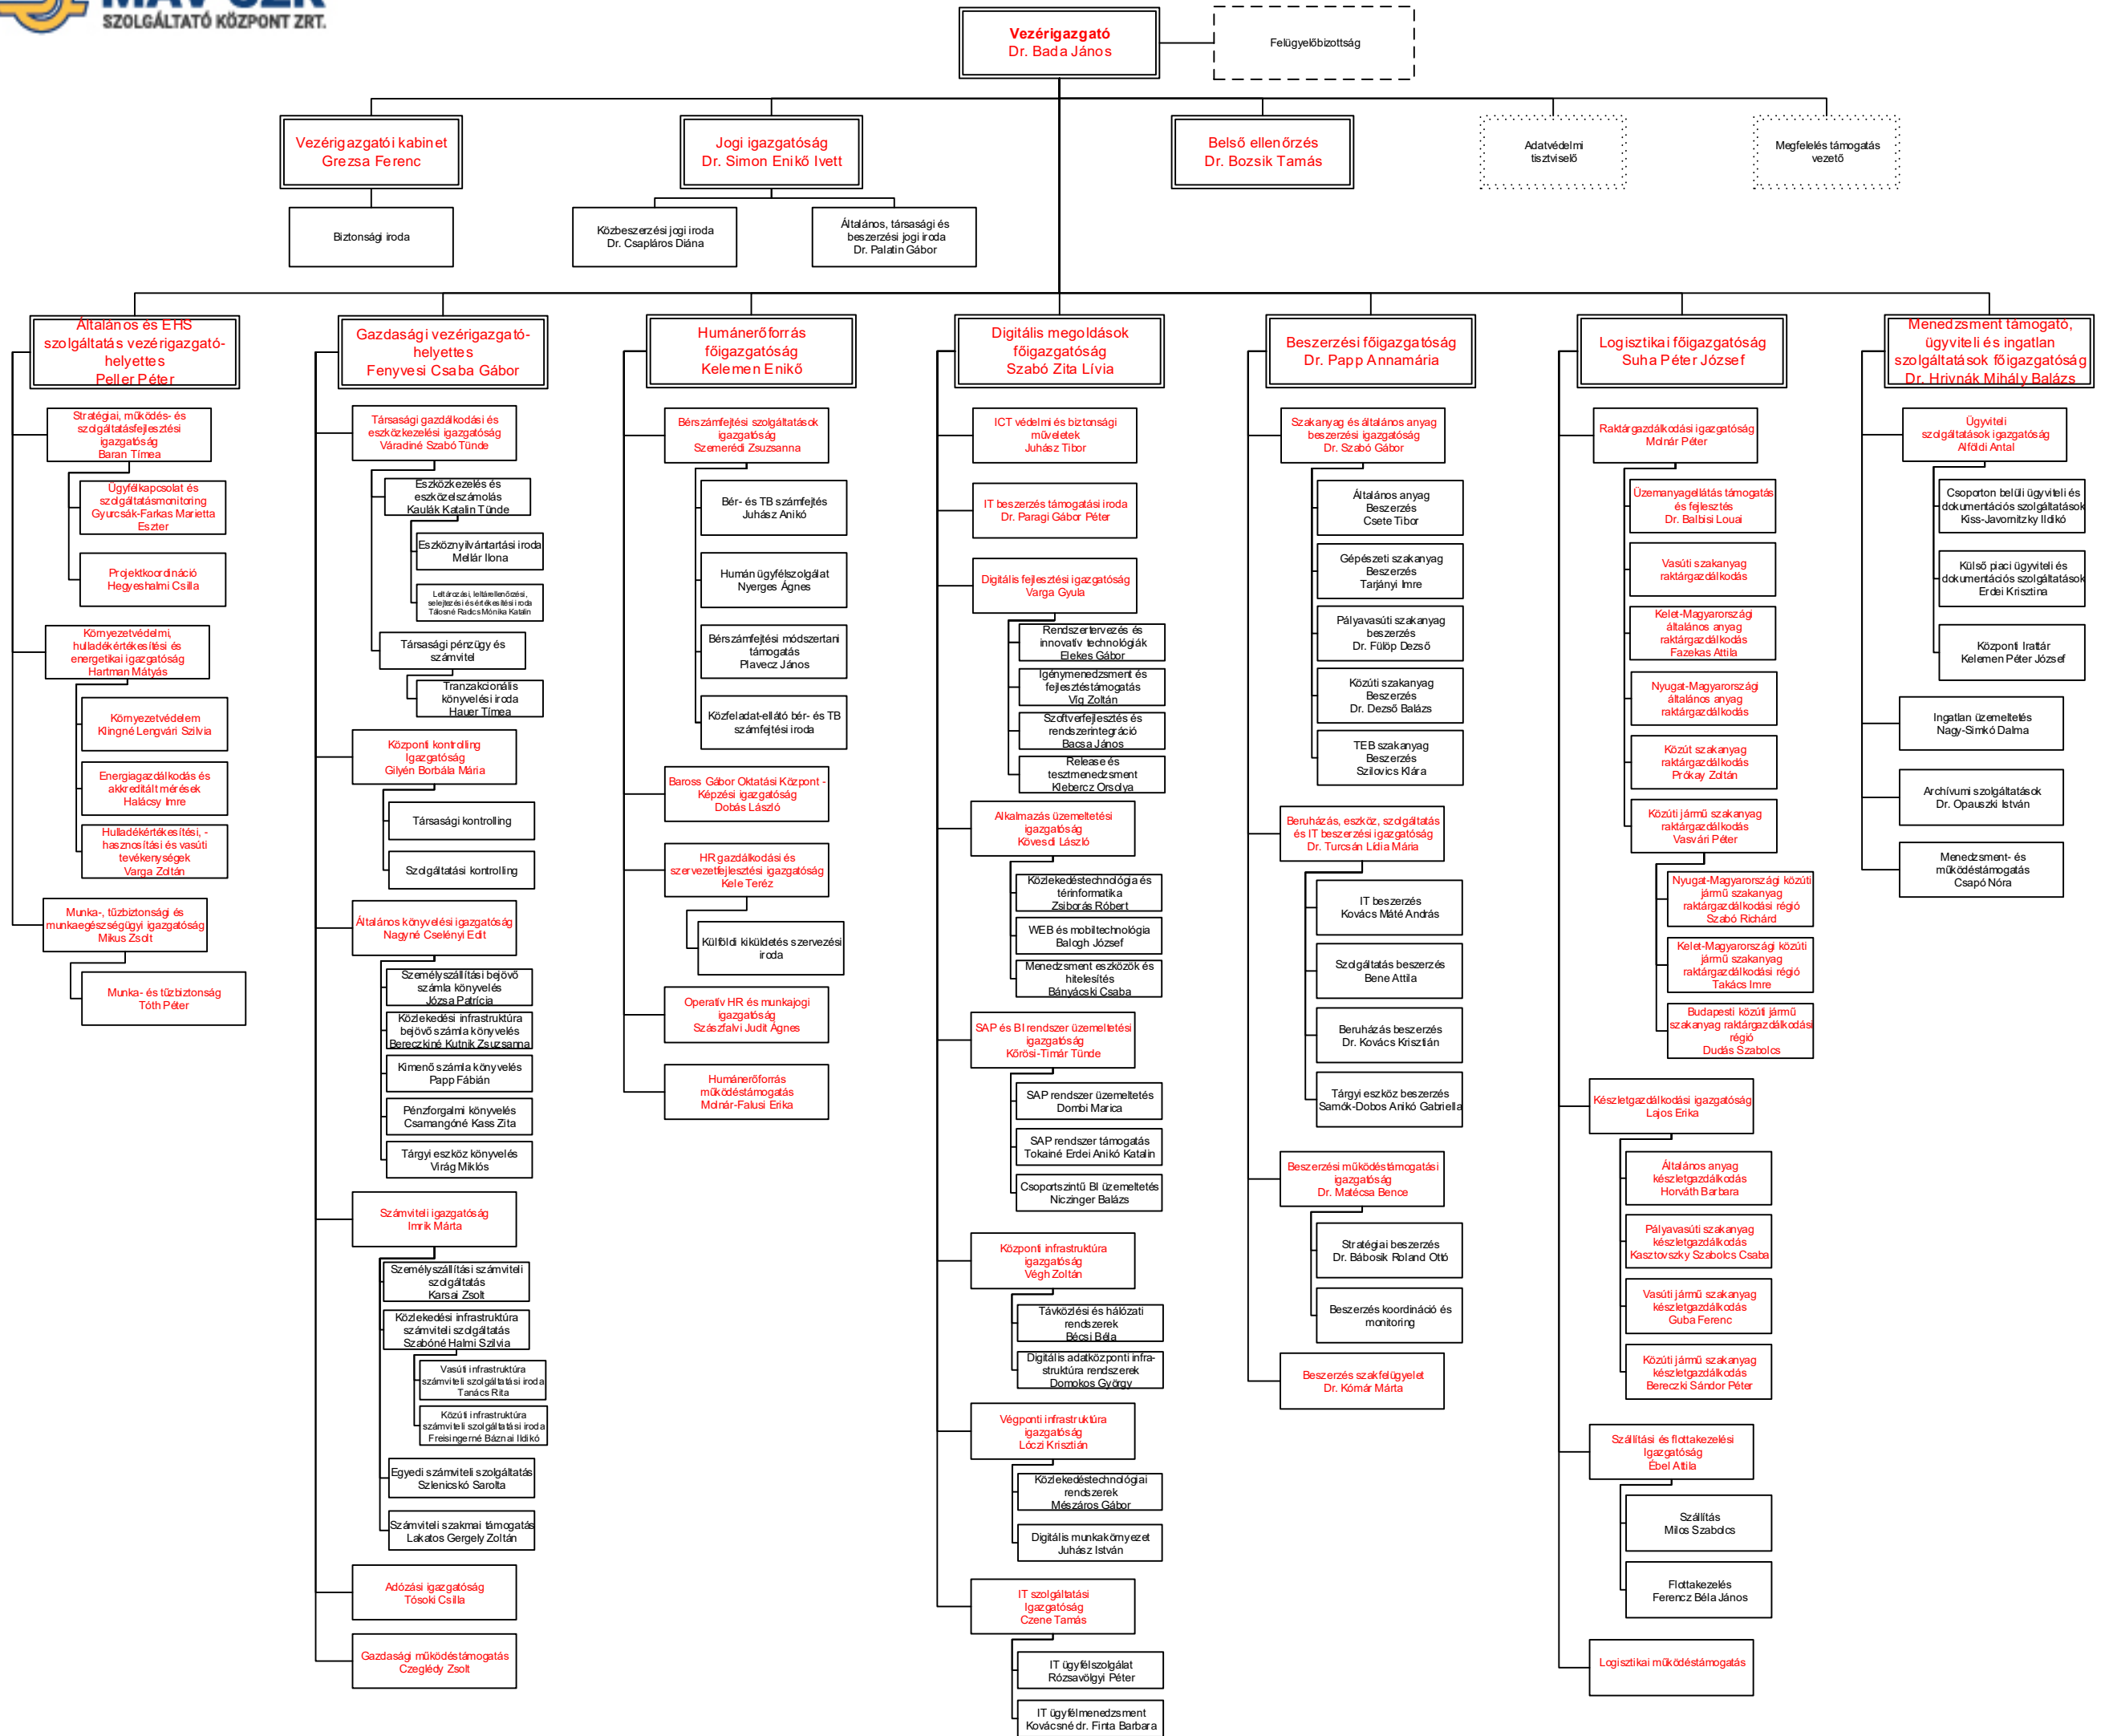 MÁV SZK
SZOLGÁLTATÓ KÖZPONT ZRT.
Vezérigazgató
Dr. Bada János
Felügyelőbizottság
Vezérigazgatói kabinet
Grezsa Ferenc
Jogi igazgatóság
Dr. Simon Enikő Ivett
Belső ellenőrzés
Dr. Bozsik Tamás
Adatvédelmi
tisztviselő
Megfelelés támogatás
vezető
Biztonsági iroda
Közbeszerzési jogi iroda
Dr. Csapláros Diána
Általános, társasági és
beszerzési jogi iroda
Dr. Palatin Gábor
Általános és EHS
szolgáltatás vezérigazgató-
helyettes
Peller Péter
Stratégiai, működés- és
szolgáltatásfejlesztési
igazgatóság
Baran Tímea
Ügyfélkapcsolat és
szolgáltatásmonitoring
Gyurcsák-Farkas Marietta
Eszter
Projektkoordináció
Hegyeshalmi Csilla
Környezetvédelmi,
hulladékértékesítési és
energetikai igazgatóság
Hartman Mátyás
Környezetvédelem
Klingné Lengvári Szilvia
Energiagazdálkodás és
akkreditált mérések
Halácsy Imre
Hulladékértékesítési, -
hasznosítási és vasúti
tevékenységek
Varga Zoltán
Munka-, tűzbiztonsági és
munkaegészségügyi igazgatóság
Mikus Zsolt
Munka- és tűzbiztonság
Tóth Péter
Gazdasági vezérigazgató-
helyettes
Fenyvesi Csaba Gábor
Társasági gazdálkodási és
eszközkezelési igazgatóság
Váradiné Szabó Tünde
Eszközkezelés és
eszközelszámolás
Kaulák Katalin Tünde
Eszköznyilvántartási iroda
Mellár Ilona
Leltározási, leltárellenőrzési,
selejtezési és értékesítési iroda
Tálosné Radics Mónika Katalin
Társasági pénzügy és
számvitel
Tranzakcionális
könyvelési iroda
Hauer Tímea
Központi kontrolling
Igazgatóság
Gilyén Borbála Mária
Társasági kontrolling
Szolgáltatási kontrolling
Általános könyvelési igazgatóság
Nagyné Cselényi Edit
Személyszállítási bejövő
számla könyvelés
Józsa Patrícia
Közlekedési infrastruktúra
bejövő számla könyvelés
Bereczkiné Kutnik Zsuzsanna
Kimenő számla könyvelés
Papp Fábián
Pénzforgalmi könyvelés
Csamangóné Kass Zita
Tárgyi eszköz könyvelés
Virág Miklós
Számviteli igazgatóság
Imrik Márta
Személyszállítási számviteli
szolgáltatás
Karsai Zsolt
Közlekedési infrastruktúra
számviteli szolgáltatás
Szabóné Halmi Szilvia
Vasúti infrastruktúra
számviteli szolgáltatási iroda
Tanács Rita
Közúti infrastruktúra
számviteli szolgáltatási iroda
Freisingerné Báznai Ildikó
Egyedi számviteli szolgáltatás
Szlenicskó Sarolta
Számviteli szakmai támogatás
Lakatos Gergely Zoltán
Adózási igazgatóság
Tósoki Csilla
Gazdasági működéstámogatás
Czeglédy Zsolt
Humánerőforrás
főigazgatóság
Kelemen Enikő
Bérszámfejtési szolgáltatások
igazgatóság
Szemerédi Zsuzsanna
Bér- és TB számfejtés
Juhász Anikó
Humán ügyfélszolgálat
Nyerges Ágnes
Bérszámfejtési módszertani
támogatás
Plavecz János
Közfeladat-ellátó bér- és TB
számfejtési iroda
Baross Gábor Oktatási Központ -
Képzési igazgatóság
Dobás László
HR gazdálkodási és
szervezetfejlesztési igazgatóság
Kele Teréz
Külföldi kiküldetés szervezési
iroda
Operatív HR és munkajogi
igazgatóság
Szászfalvi Judit Ágnes
Humánerőforrás
működéstámogatás
Molnár-Falusi Erika
Digitális megoldások
főigazgatóság
Szabó Zita Lívia
ICT védelmi és biztonsági
műveletek
Juhász Tibor
IT beszerzés támogatási iroda
Dr. Paragi Gábor Péter
Digitális fejlesztési igazgatóság
Varga Gyula
Rendszertervezés és
innovatív technológiák
Elekes Gábor
Igénymenedzsment és
fejlesztéstámogatás
Víg Zoltán
Szoftverfejlesztés és
rendszerintegráció
Bacsa János
Release és
tesztmenedzsment
Klebercz Orsolya
Alkalmazás üzemeltetési
igazgatóság
Kövesdi László
Közlekedéstechnológia és
térinformatika
Zsiborás Róbert
WEB és mobiltechnológia
Balogh József
Menedzsment eszközök és
hitelesítés
Bányácski Csaba
SAP és BI rendszer üzemeltetési
igazgatóság
Kőrösi-Tímár Tünde
SAP rendszer üzemeltetés
Dombi Marica
SAP rendszer támogatás
Tokainé Erdei Anikó Katalin
Csoportszintű BI üzemeltetés
Niczinger Balázs
Központi infrastruktúra
igazgatóság
Végh Zoltán
Távközlési és hálózati
rendszerek
Bécsi Béla
Digitális adatközponti infra-
struktúra rendszerek
Domokos György
Végponti infrastruktúra
igazgatóság
Lóczi Krisztián
Közlekedéstechnológiai
rendszerek
Mészáros Gábor
Digitális munkakörnyezet
Juhász István
IT szolgáltatási
Igazgatóság
Czene Tamás
IT ügyfélszolgálat
Rózsavölgyi Péter
IT ügyfélmenedzsment
Kovácsné dr. Finta Barbara
Beszerzési főigazgatóság
Dr. Papp Annamária
Szakanyag és általános anyag
beszerzési igazgatóság
Dr. Szabó Gábor
Általános anyag
Beszerzés
Csete Tibor
Gépészeti szakanyag
Beszerzés
Tarjányi Imre
Pályavasúti szakanyag
beszerzés
Dr. Fülöp Dezső
Közúti szakanyag
Beszerzés
Dr. Dezső Balázs
TEB szakanyag
Beszerzés
Szilovics Klára
Beruházás, eszköz, szolgáltatás
és IT beszerzési igazgatóság
Dr. Turcsán Lídia Mária
IT beszerzés
Kovács Máté András
Szolgáltatás beszerzés
Bene Attila
Beruházás beszerzés
Dr. Kovács Krisztián
Tárgyi eszköz beszerzés
Samók-Dobos Anikó Gabriella
Beszerzési működéstámogatási
igazgatóság
Dr. Matécsa Bence
Stratégiai beszerzés
Dr. Bábosik Roland Ottó
Beszerzés koordináció és
monitoring
Beszerzés szakfelügyelet
Dr. Kómár Márta
Logisztikai főigazgatóság
Suha Péter József
Raktárgazdálkodási igazgatóság
Molnár Péter
Üzemanyagellátás támogatás
és fejlesztés
Dr. Balbisi Louai
Vasúti szakanyag
raktárgazdálkodás
Kelet-Magyarországi
általános anyag
raktárgazdálkodás
Fazekas Attila
Nyugat-Magyarországi
általános anyag
raktárgazdálkodás
Közút szakanyag
raktárgazdálkodás
Prókay Zoltán
Közúti jármű szakanyag
raktárgazdálkodás
Vasvári Péter
Nyugat-Magyarországi közúti
jármű szakanyag
raktárgazdálkodási régió
Szabó Richárd
Kelet-Magyarországi közúti
jármű szakanyag
raktárgazdálkodási régió
Takács Imre
Budapesti közúti jármű
szakanyag raktárgazdálkodási
régió
Dudás Szabolcs
Készletgazdálkodási igazgatóság
Lajos Erika
Általános anyag
készletgazdálkodás
Horváth Barbara
Pályavasúti szakanyag
készletgazdálkodás
Kasztovszky Szabolcs Csaba
Vasúti jármű szakanyag
készletgazdálkodás
Guba Ferenc
Közúti jármű szakanyag
készletgazdálkodás
Bereczki Sándor Péter
Szállítási és flottakezelési
Igazgatóság
Ébel Attila
Szállítás
Milos Szabolcs
Flottakezelés
Ferencz Béla János
Logisztikai működéstámogatás
Menedzsment támogató,
ügyviteli és ingatlan
szolgáltatások főigazgatóság
Dr. Hrivnák Mihály Balázs
Ügyviteli
szolgáltatások igazgatóság
Alföldi Antal
Csoporton belüli ügyviteli és
dokumentációs szolgáltatások
Kiss-Javornitzky Ildikó
Külső piaci ügyviteli és
dokumentációs szolgáltatások
Erdei Krisztina
Központi Irattár
Kelemen Péter József
Ingatlan üzemeltetés
Nagy-Simkó Dalma
Archívumi szolgáltatások
Dr. Opauszki István
Menedzsment- és
működéstámogatás
Csapó Nóra